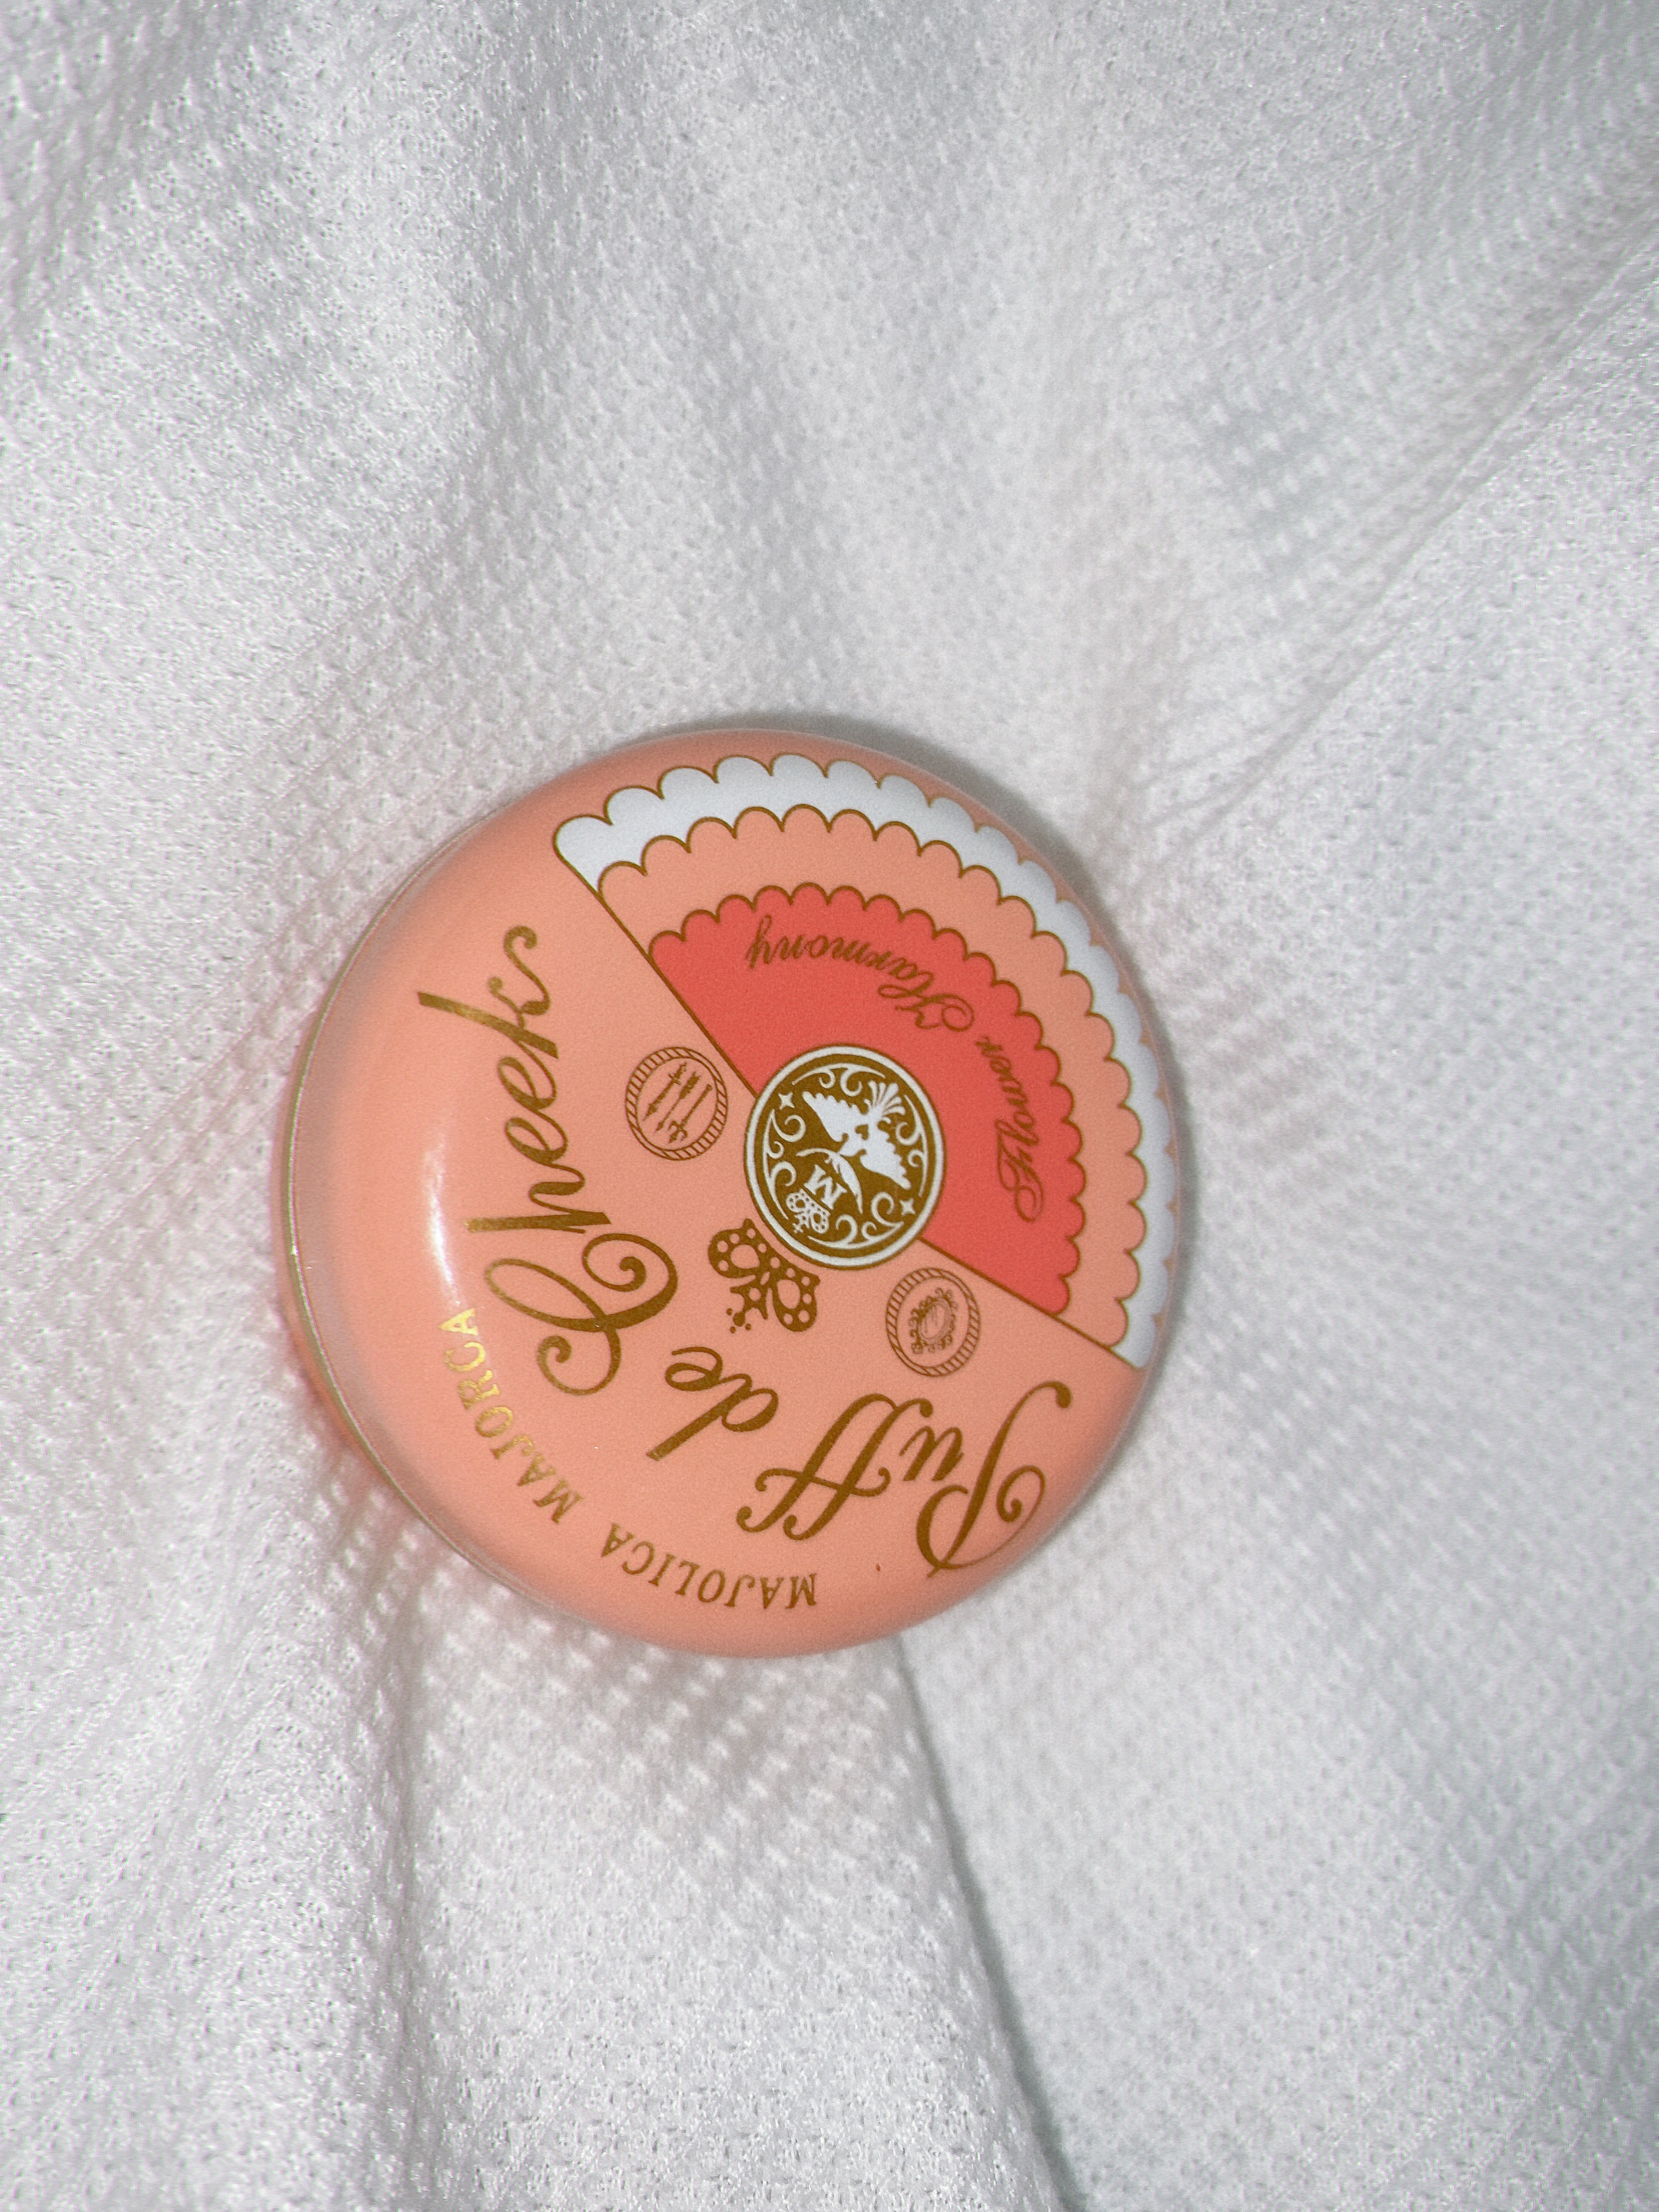 MAJOLICA MAJORCA
Puff de Cheek
M
Flower Harmony